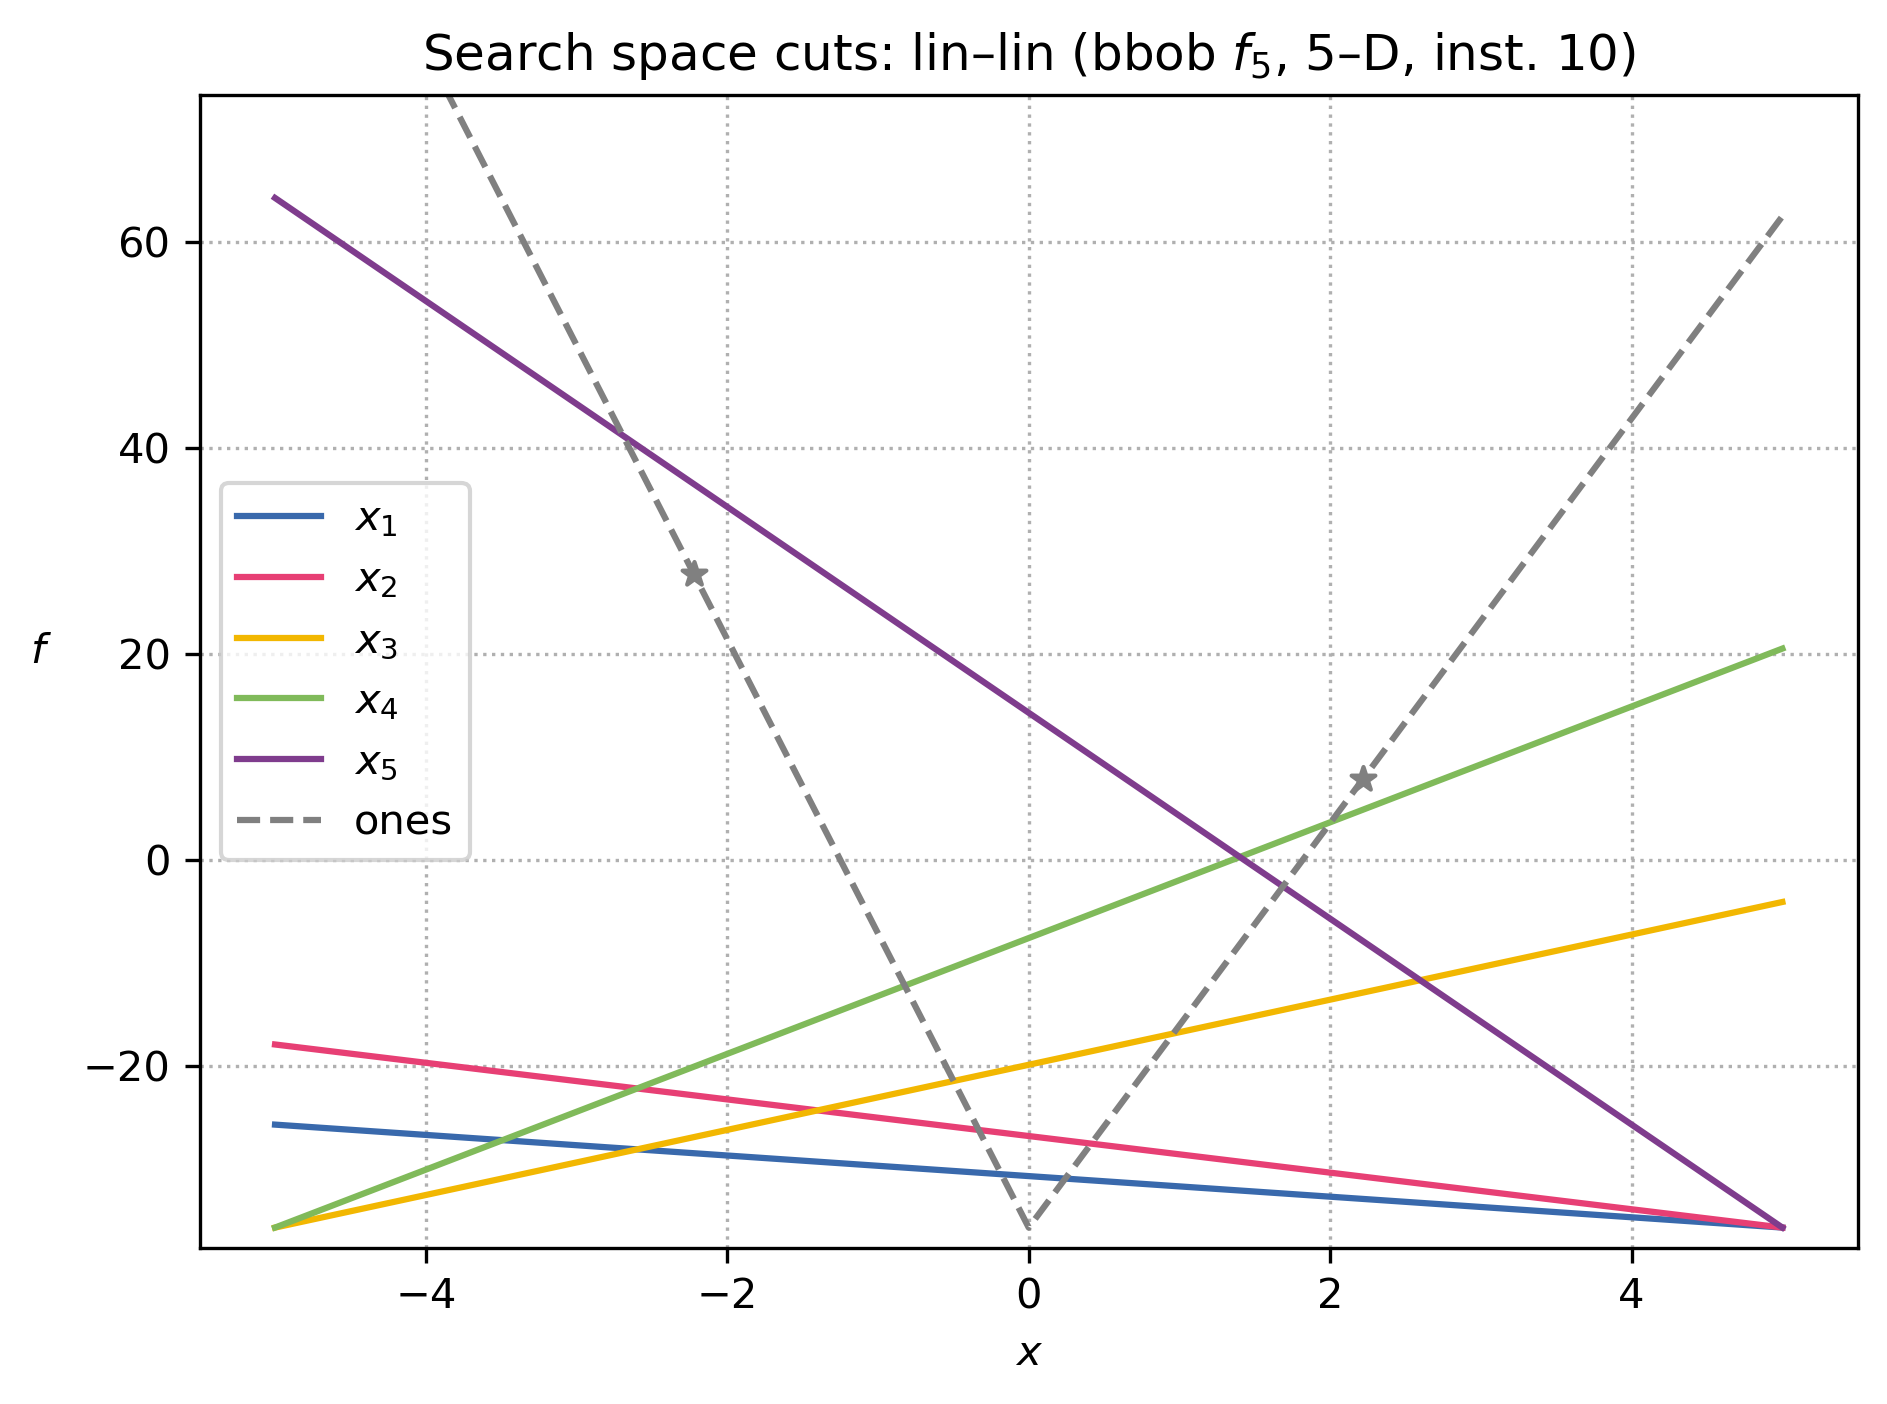 Search space cuts: lin–lin (bbob f₅, 5–D, inst. 10)
60
40
20
0
−20
f
x₁
x₂
x₃
x₄
x₅
ones
−4 −2 0 2 4
x